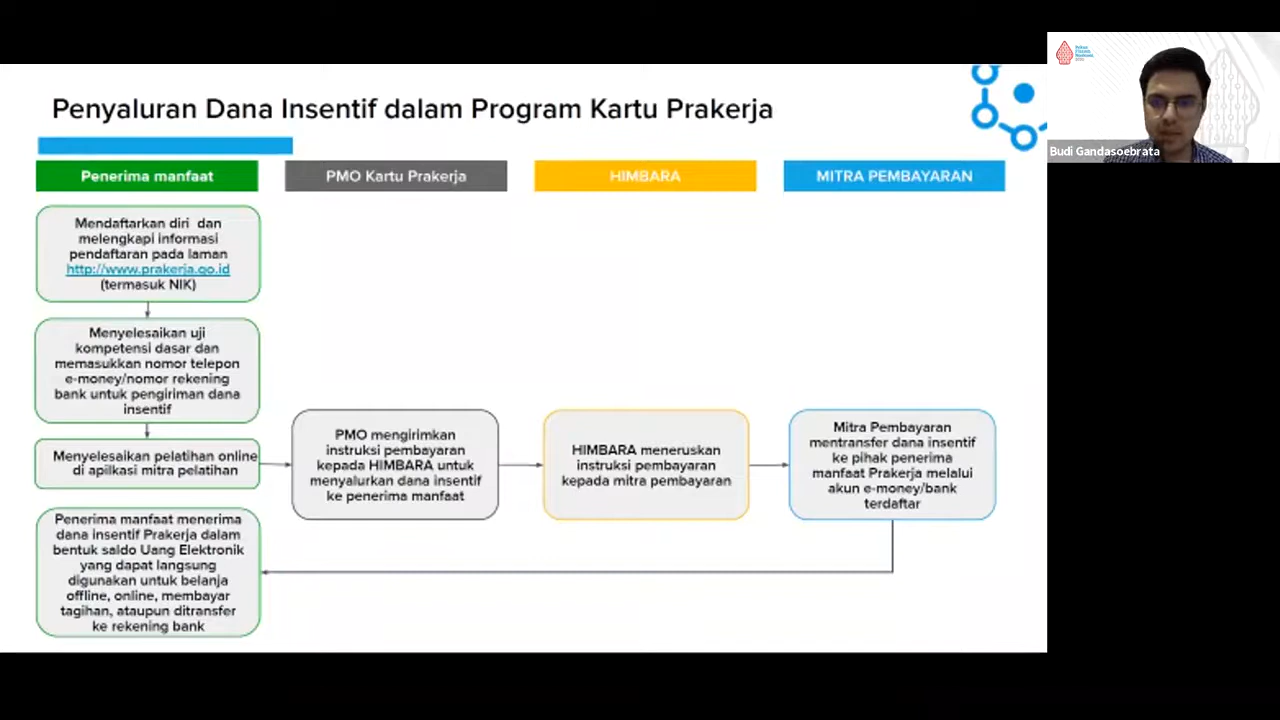 Penyaluran Dana Insentif dalam Program Kartu Prakerja
Budi Gandasoebrata
Penerima manfaat
PMO Kartu Prakerja
HIMBARA
MITRA PEMBAYARAN
Mendaftarkan diri dan
melengkapi informasi
pendaftaran pada laman
http://www.prakerja.go.id
(termasuk NIK)
Menyelesaikan uji
kompetensi dasar dan
memasukkan nomor telepon
e-money/nomor rekening
bank untuk pengiriman dana
insentif
Menyelesaikan pelatihan online
di apilkasi mitra pelatihan
PMO mengirimkan
instruksi pembayaran
kepada HIMBARA untuk
menyalurkan dana insentif
ke penerima manfaat
HIMBARA meneruskan
instruksi pembayaran
kepada mitra pembayaran
Mitra Pembayaran
mentransfer dana insentif
ke pihak penerima
manfaat Prakerja melalui
akun e-money/bank
terdaftar
Penerima manfaat menerima
dana insentif Prakerja dalam
bentuk saldo Uang Elektronik
yang dapat langsung
digunakan untuk belanja
offline, online, membayar
tagihan, ataupun ditransfer
ke rekening bank